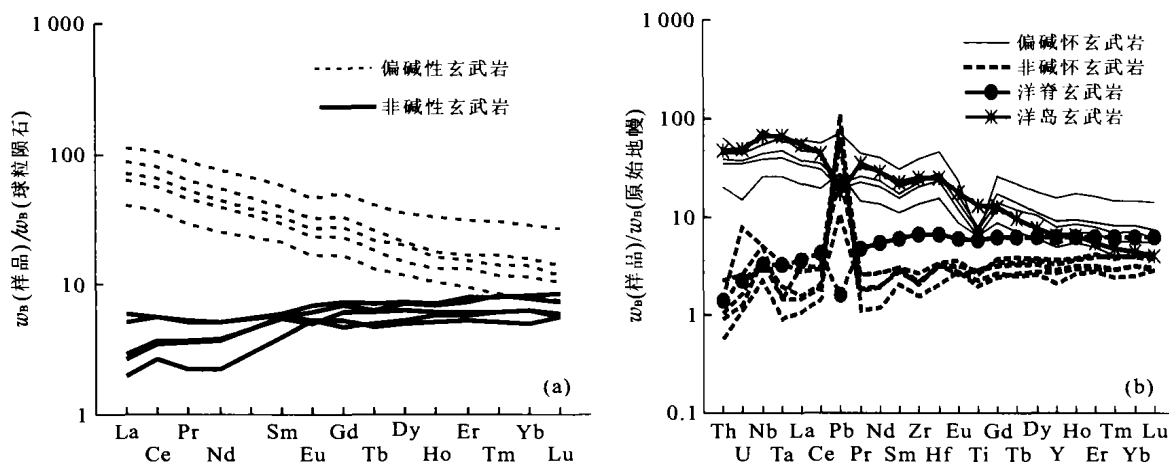 1 000
100
10
1
w_B(样品)/w_B(球粒陨石)
偏碱性玄武岩
非碱性玄武岩
(a)
La Pr Sm Gd Dy Er Yb
Ce Nd Eu Tb Ho Tm Lu
1 000
100
10
1
0.1
w_B(样品)/w_B(原始地幔)
偏碱怀玄武岩
非碱怀玄武岩
洋脊玄武岩
洋岛玄武岩
(b)
Th Nb La Pb Nd Zr Eu Gd Dy Ho Tm Lu
U Ta Ce Pr Sm Hf Ti Tb Y Er Yb